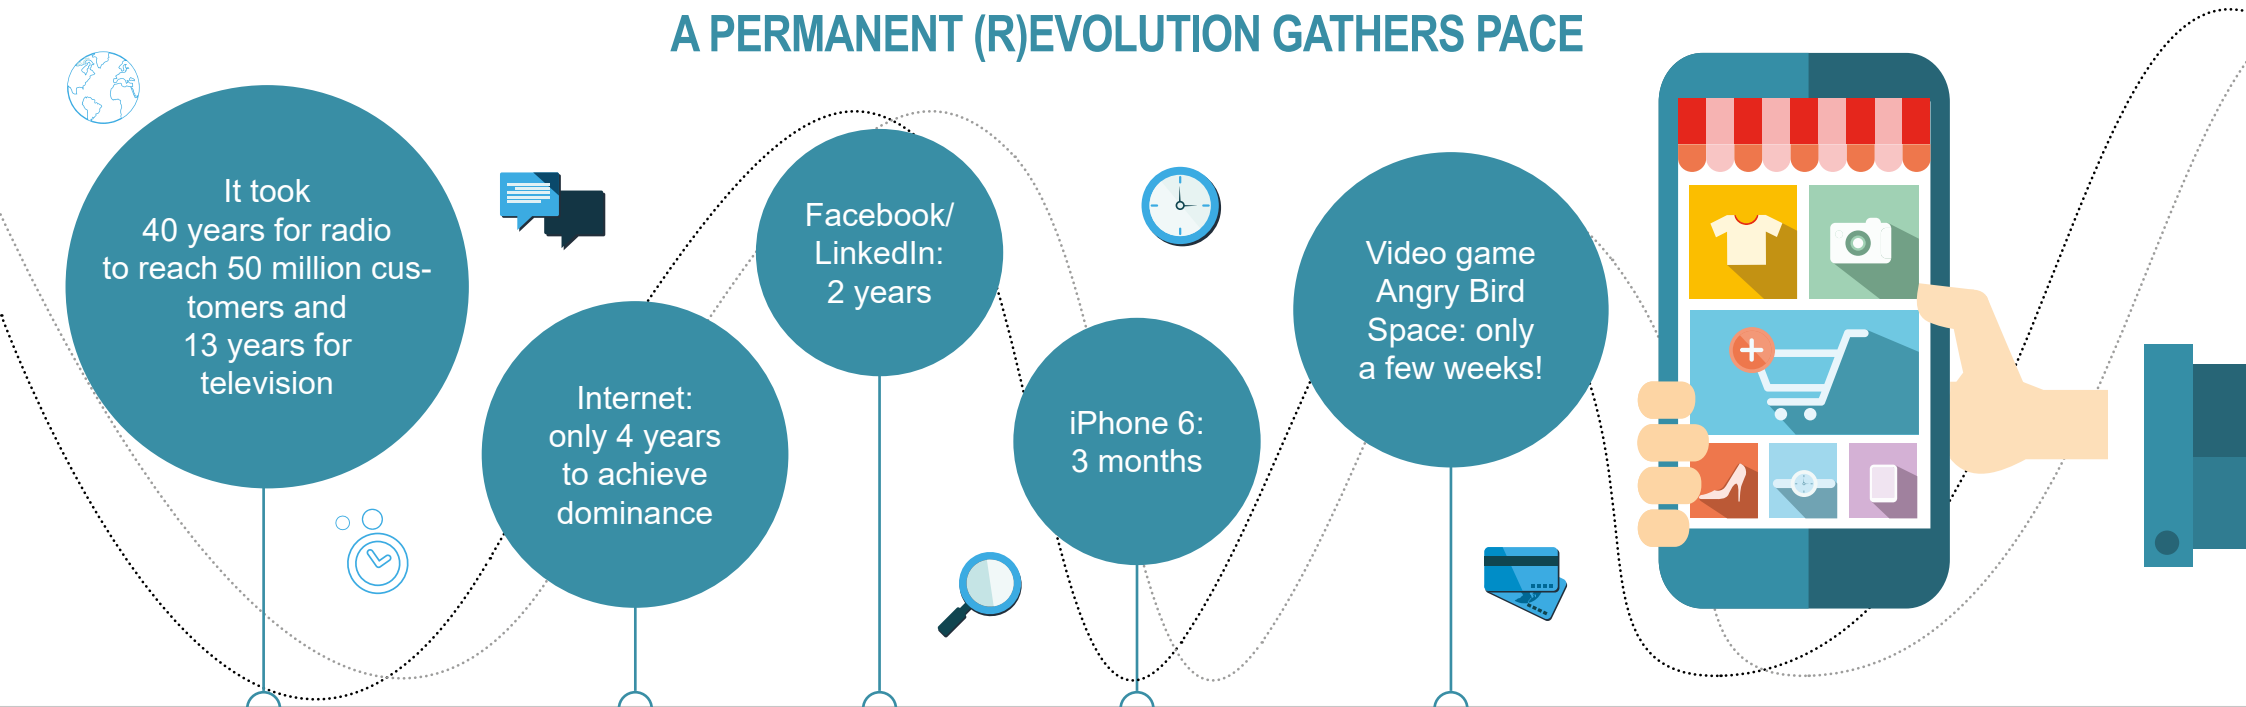 A PERMANENT (R)EVOLUTION GATHERS PACE
It took
40 years for radio
to reach 50 million cus-
tomers and
13 years for
television
Internet:
only 4 years
to achieve
dominance
Facebook/
LinkedIn:
2 years
iPhone 6:
3 months
Video game
Angry Bird
Space: only
a few weeks!